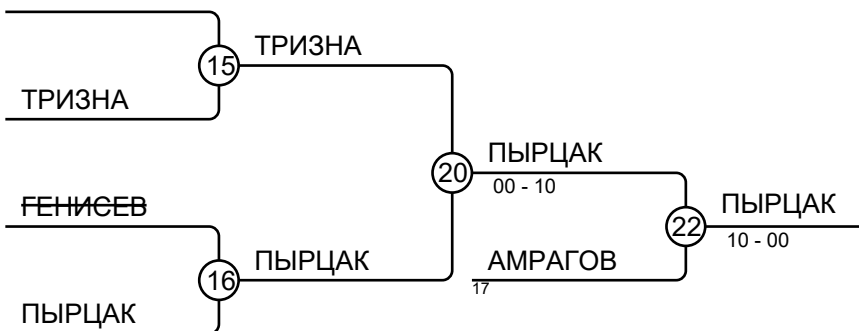 ТРИЗНА
15
ТРИЗНА
ПЫРЦАК
20
00 - 10
ГЕНИСЕВ
ПЫРЦАК
22
10 - 00
ПЫРЦАК
АМРАГОВ
16
17
ПЫРЦАК